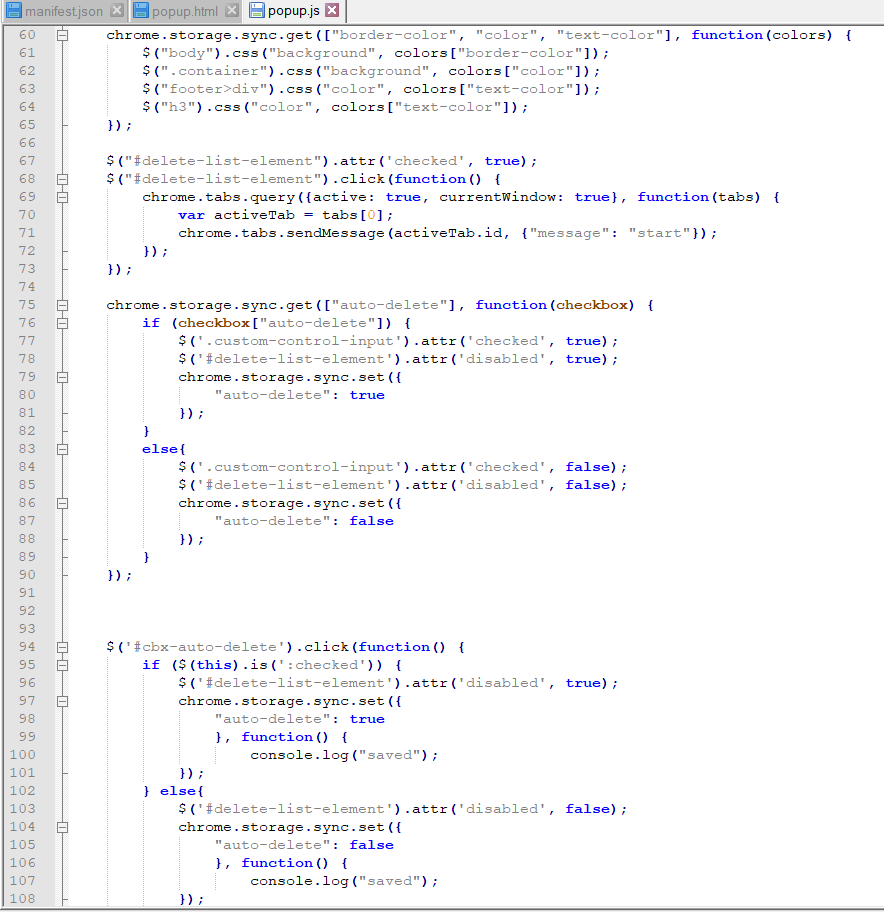 manifest.json popup.html popup.js
60 chrome.storage.sync.get(["border-color", "color", "text-color"], function(colors) {
61 $("body").css("background", colors["border-color"]);
62 $(".container").css("background", colors["color"]);
63 $("footer>div").css("color", colors["text-color"]);
64 $("h3").css("color", colors["text-color"]);
65 });
66
67 $("#delete-list-element").attr('checked', true);
68 $("#delete-list-element").click(function() {
69 chrome.tabs.query({active: true, currentWindow: true}, function(tabs) {
70 var activeTab = tabs[0];
71 chrome.tabs.sendMessage(activeTab.id, {"message": "start"});
72 });
73 });
74
75 chrome.storage.sync.get(["auto-delete"], function(checkbox) {
76 if (checkbox["auto-delete"]) {
77 $('.custom-control-input').attr('checked', true);
78 $('#delete-list-element').attr('disabled', true);
79 chrome.storage.sync.set({
80 "auto-delete": true
81 });
82 }
83 else{
84 $('.custom-control-input').attr('checked', false);
85 $('#delete-list-element').attr('disabled', false);
86 chrome.storage.sync.set({
87 "auto-delete": false
88 });
89 }
90 });
91
92
93
94 $('#cbx-auto-delete').click(function() {
95 if ($(this).is(':checked')) {
96 $('#delete-list-element').attr('disabled', true);
97 chrome.storage.sync.set({
98 "auto-delete": true
99 }, function() {
100 console.log("saved");
101 });
102 } else{
103 $('#delete-list-element').attr('disabled', false);
104 chrome.storage.sync.set({
105 "auto-delete": false
106 }, function() {
107 console.log("saved");
108 });